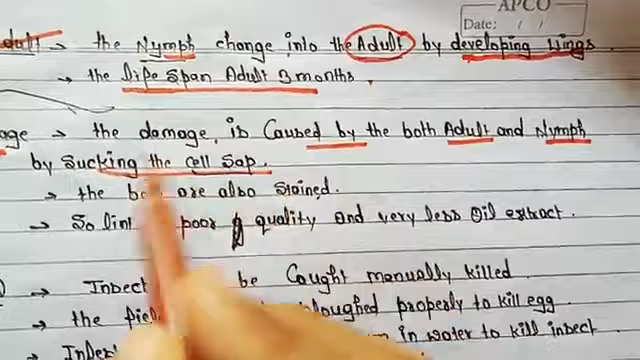 APCO
Date: / /
Adult → the Nymph change into the Adult by developing wings.
→ the life Span Adult 3 months.
→ the damage is Caused by the both Adult and Nymph
by Sucking the cell Sap.
→ the are also Stained.
→ So lint poor quality and very less Oil extract.
→ Insect be Caught manually killed
→ the ploughed properly to kill egg
in water to kill insect